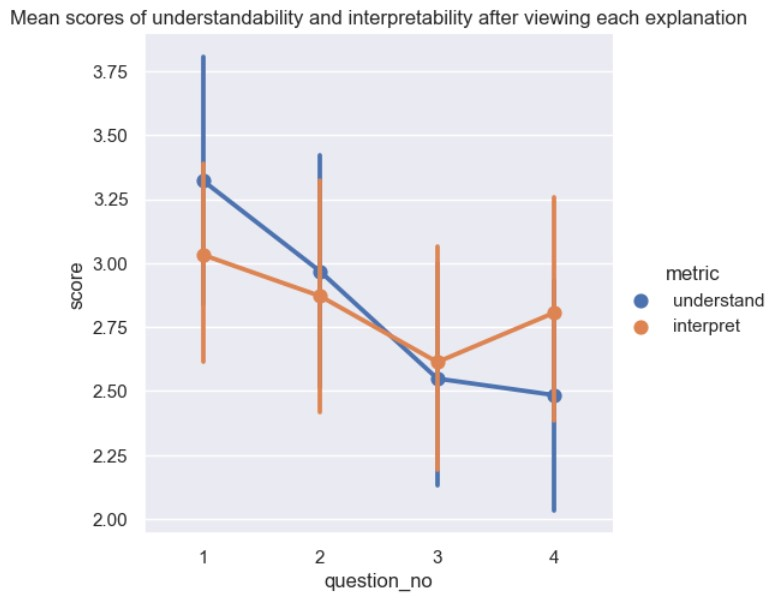 Mean scores of understandability and interpretability after viewing each explanation
3.75
3.50
3.25
3.00
2.75
2.50
2.25
2.00
score
1 2 3 4
question_no
metric
understand
interpret